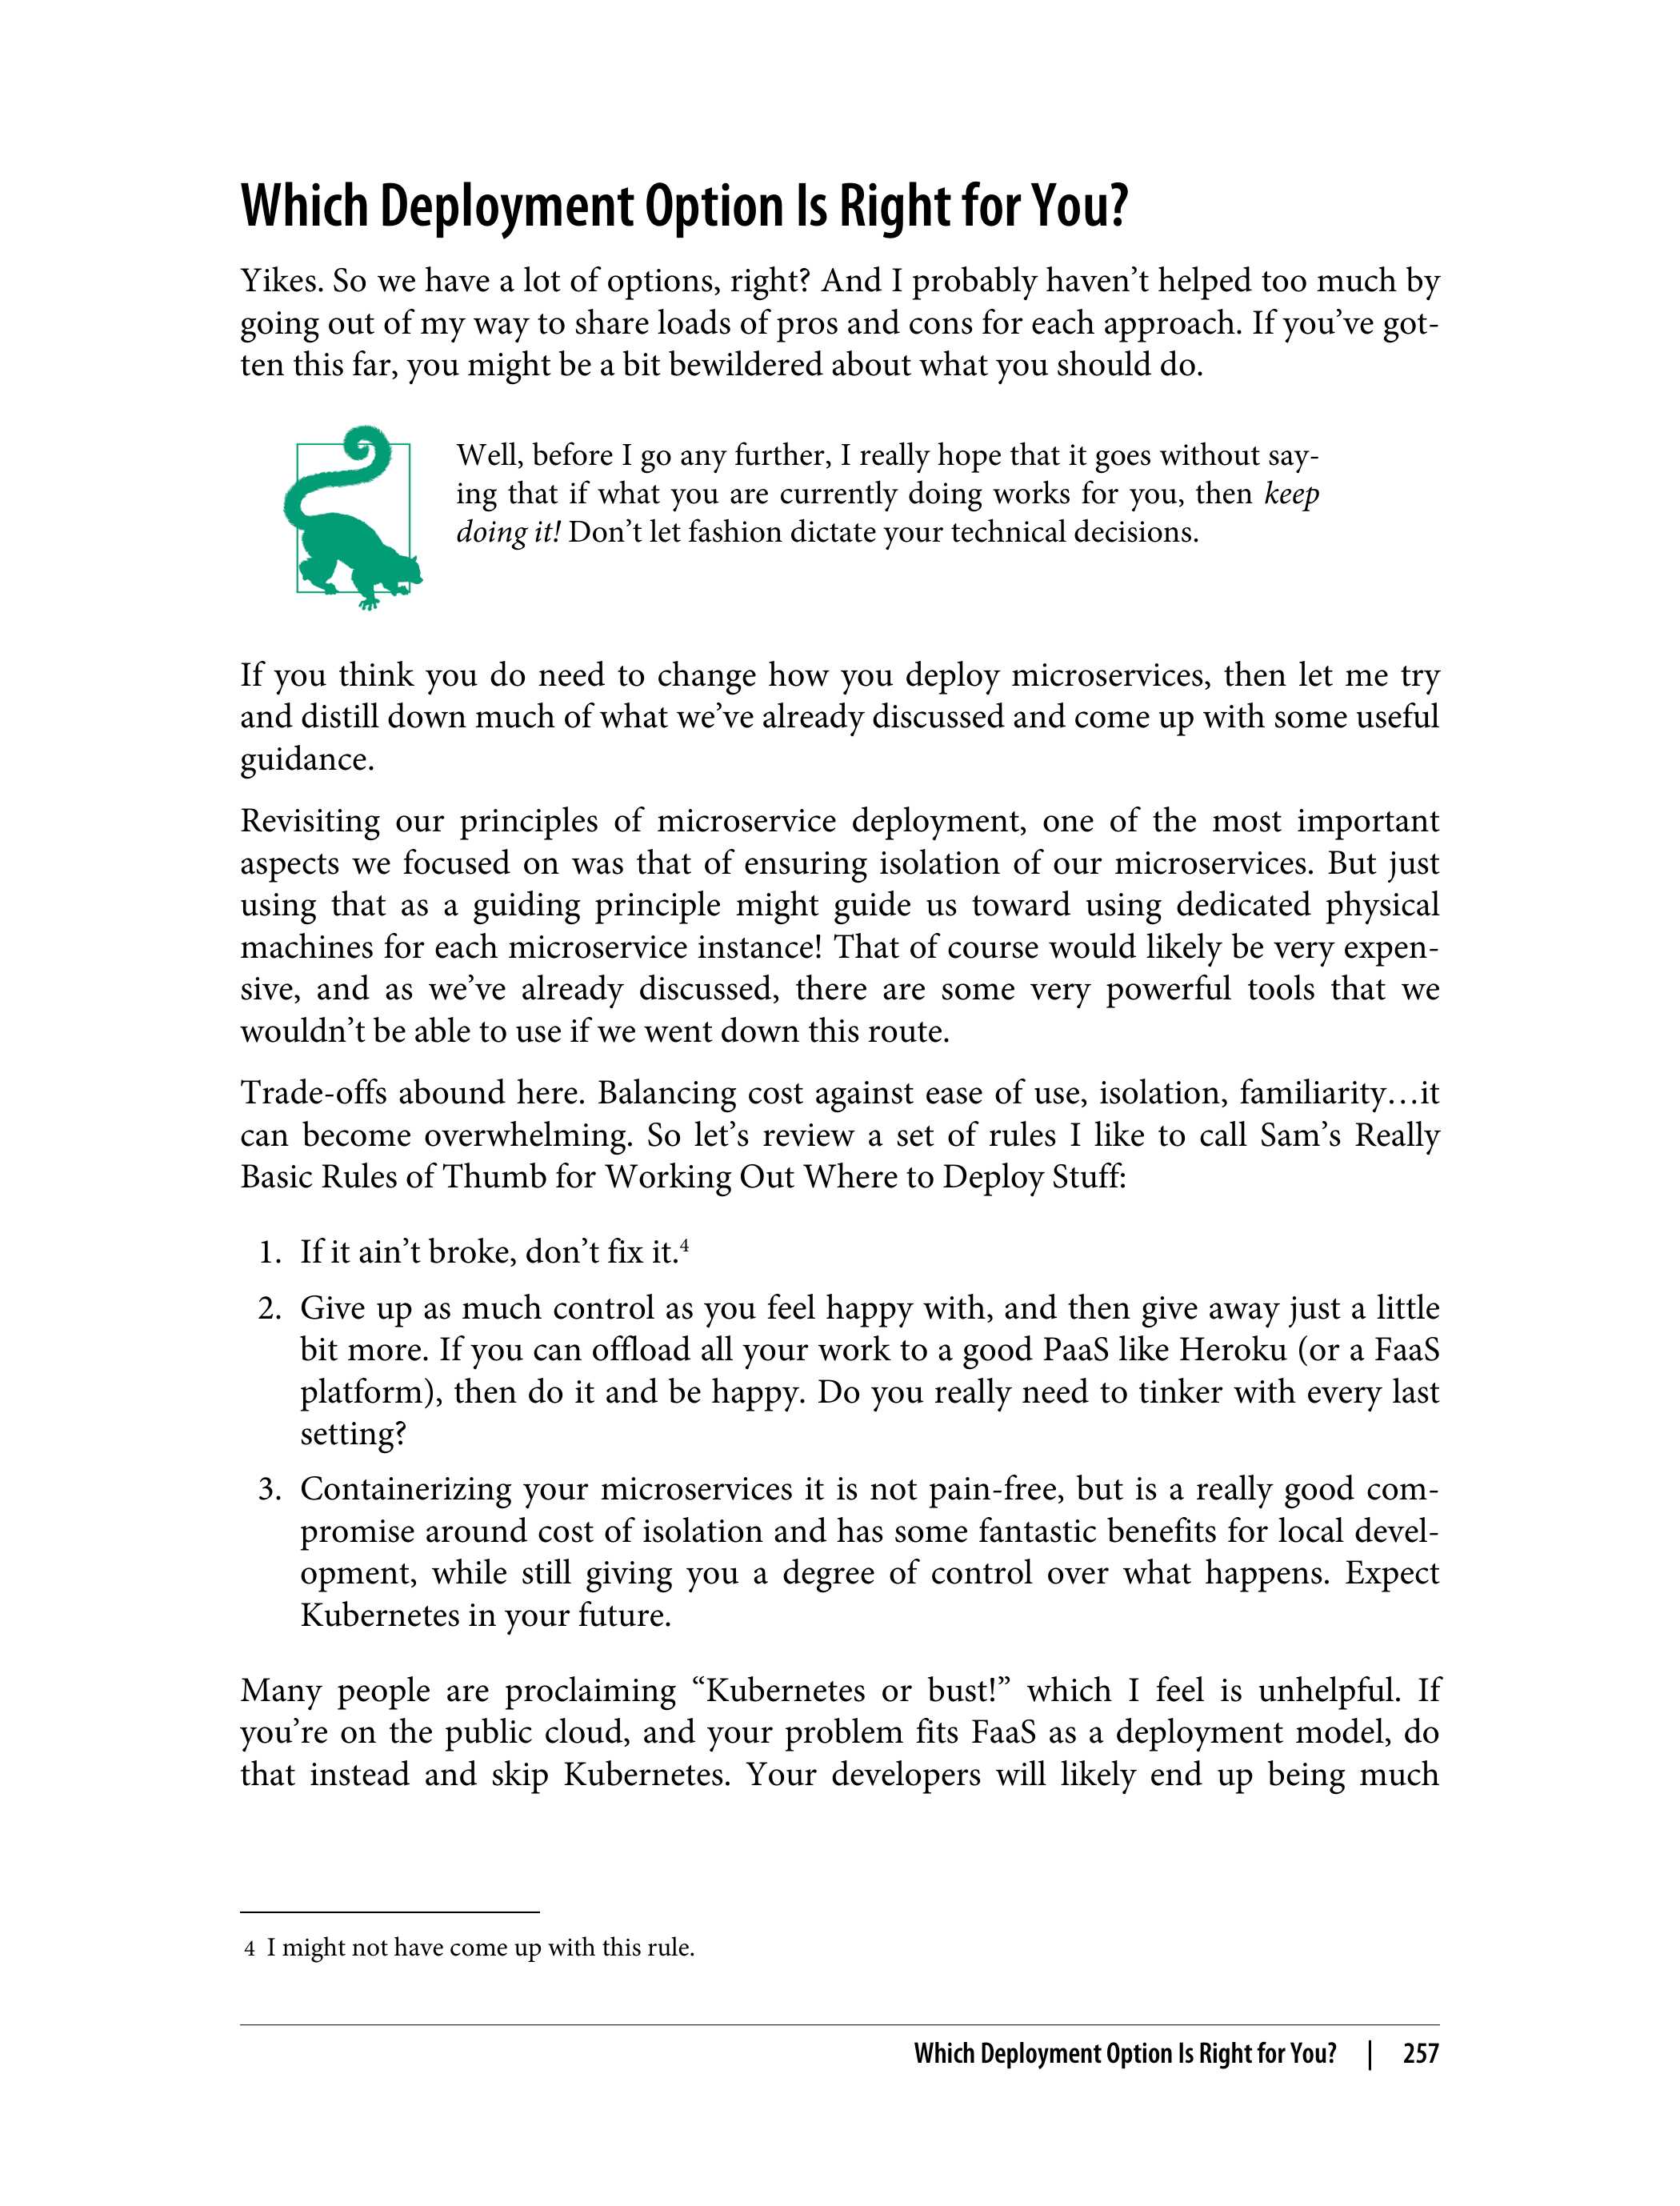 Which Deployment Option Is Right for You?
Yikes. So we have a lot of options, right? And I probably haven’t helped too much by
going out of my way to share loads of pros and cons for each approach. If you’ve got-
ten this far, you might be a bit bewildered about what you should do.
Well, before I go any further, I really hope that it goes without say-
ing that if what you are currently doing works for you, then keep
doing it! Don’t let fashion dictate your technical decisions.
If you think you do need to change how you deploy microservices, then let me try
and distill down much of what we’ve already discussed and come up with some useful
guidance.
Revisiting our principles of microservice deployment, one of the most important
aspects we focused on was that of ensuring isolation of our microservices. But just
using that as a guiding principle might guide us toward using dedicated physical
machines for each microservice instance! That of course would likely be very expen-
sive, and as we’ve already discussed, there are some very powerful tools that we
wouldn’t be able to use if we went down this route.
Trade-offs abound here. Balancing cost against ease of use, isolation, familiarity…it
can become overwhelming. So let’s review a set of rules I like to call Sam’s Really
Basic Rules of Thumb for Working Out Where to Deploy Stuff:
1. If it ain’t broke, don’t fix it.4
2. Give up as much control as you feel happy with, and then give away just a little
bit more. If you can offload all your work to a good PaaS like Heroku (or a FaaS
platform), then do it and be happy. Do you really need to tinker with every last
setting?
3. Containerizing your microservices it is not pain-free, but is a really good com-
promise around cost of isolation and has some fantastic benefits for local devel-
opment, while still giving you a degree of control over what happens. Expect
Kubernetes in your future.
Many people are proclaiming “Kubernetes or bust!” which I feel is unhelpful. If
you’re on the public cloud, and your problem fits FaaS as a deployment model, do
that instead and skip Kubernetes. Your developers will likely end up being much
4 I might not have come up with this rule.
Which Deployment Option Is Right for You? | 257